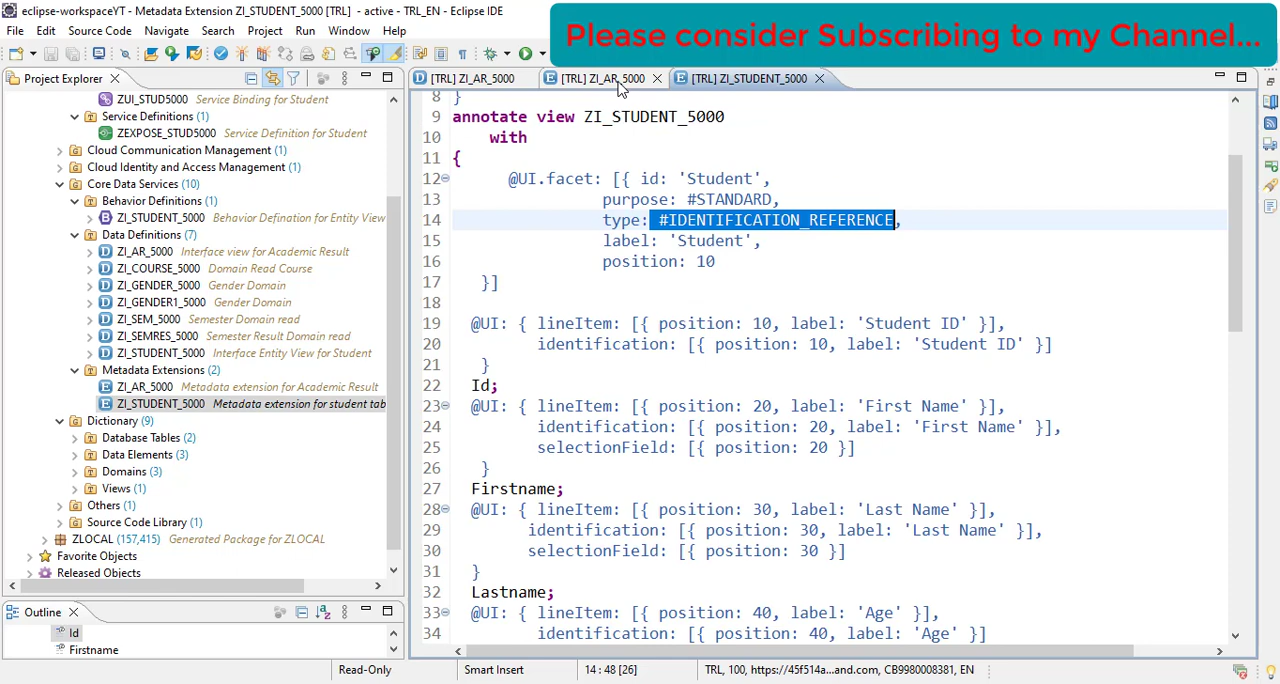 eclipse-workspaceYT - Metadata Extension ZI_STUDENT_5000 [TRL] - active - TRL_EN - Eclipse IDE
Please consider Subscribing to my Channel...
File Edit Source Code Navigate Search Project Run Window Help
Project Explorer
[TRL] ZI_AR_5000
[TRL] ZI_AR_5000
[TRL] ZI_STUDENT_5000
ZUI_STUD5000 Service Binding for Student
Service Definitions (1)
ZEXPOSE_STUD5000 Service Definition for Student
Cloud Communication Management (1)
Cloud Identity and Access Management (1)
Core Data Services (10)
Behavior Definitions (1)
ZI_STUDENT_5000 Behavior Defination for Entity View
Data Definitions (7)
ZI_AR_5000 Interface view for Academic Result
ZI_COURSE_5000 Domain Read Course
ZI_GENDER_5000 Gender Domain
ZI_GENDER1_5000 Gender Domain
ZI_SEM_5000 Semester Domain read
ZI_SEMRES_5000 Semester Result Domain read
ZI_STUDENT_5000 Interface Entity View for Student
Metadata Extensions (2)
ZI_AR_5000 Metadata extension for Academic Result
ZI_STUDENT_5000 Metadata extension for student tab
Dictionary (9)
Database Tables (2)
Data Elements (3)
Domains (3)
Views (1)
Others (1)
Source Code Library (1)
ZLOCAL (157,415) Generated Package for ZLOCAL
Favorite Objects
Released Objects
Outline
Id
Firstname
8 }
9 annotate view ZI_STUDENT_5000
10 with
11 {
12 @UI.facet: [{ id: 'Student',
13 purpose: #STANDARD,
14 type: #IDENTIFICATION_REFERENCE,
15 label: 'Student',
16 position: 10
17 }]
18
19 @UI: { lineItem: [{ position: 10, label: 'Student ID' }],
20 identification: [{ position: 10, label: 'Student ID' }]
21 }
22 Id;
23 @UI: { lineItem: [{ position: 20, label: 'First Name' }],
24 identification: [{ position: 20, label: 'First Name' }],
25 selectionField: [{ position: 20 }]
26 }
27 Firstname;
28 @UI: { lineItem: [{ position: 30, label: 'Last Name' }],
29 identification: [{ position: 30, label: 'Last Name' }],
30 selectionField: [{ position: 30 }]
31 }
32 Lastname;
33 @UI: { lineItem: [{ position: 40, label: 'Age' }],
34 identification: [{ position: 40, label: 'Age' }]
Read-Only
Smart Insert
14 : 48 [26]
TRL, 100, https://45f514a...and.com, CB9980008381, EN